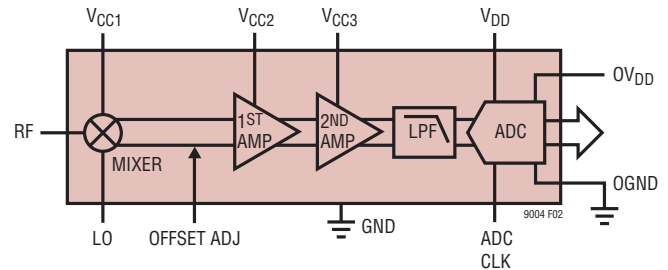 VCC1
VCC2
VCC3
VDD
OVDD
RF
MIXER
1ST
AMP
2ND
AMP
LPF
ADC
OGND
9004 F02
LO
OFFSET ADJ
GND
ADC
CLK